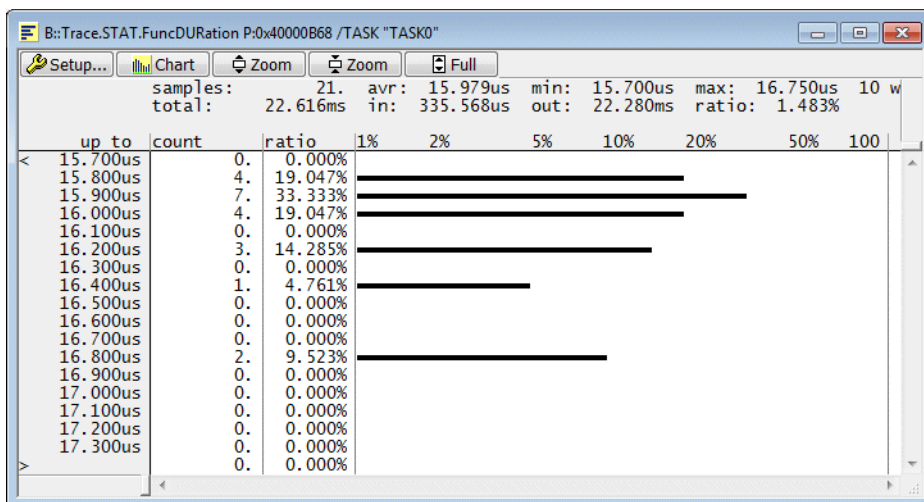 B::Trace.STAT.FuncDURation P:0x40000B68 /TASK "TASK0"
Setup... Chart Zoom Zoom Full
samples: 21. avr: 15.979us min: 15.700us max: 16.750us 10 w
total: 22.616ms in: 335.568us out: 22.280ms ratio: 1.483%
up to count ratio 1% 2% 5% 10% 20% 50% 100
< 15.700us 0. 0.000%
15.800us 4. 19.047%
15.900us 7. 33.333%
16.000us 4. 19.047%
16.100us 0. 0.000%
16.200us 3. 14.285%
16.300us 0. 0.000%
16.400us 1. 4.761%
16.500us 0. 0.000%
16.600us 0. 0.000%
16.700us 0. 0.000%
16.800us 2. 9.523%
16.900us 0. 0.000%
17.000us 0. 0.000%
17.100us 0. 0.000%
17.200us 0. 0.000%
17.300us 0. 0.000%
> 0. 0.000%